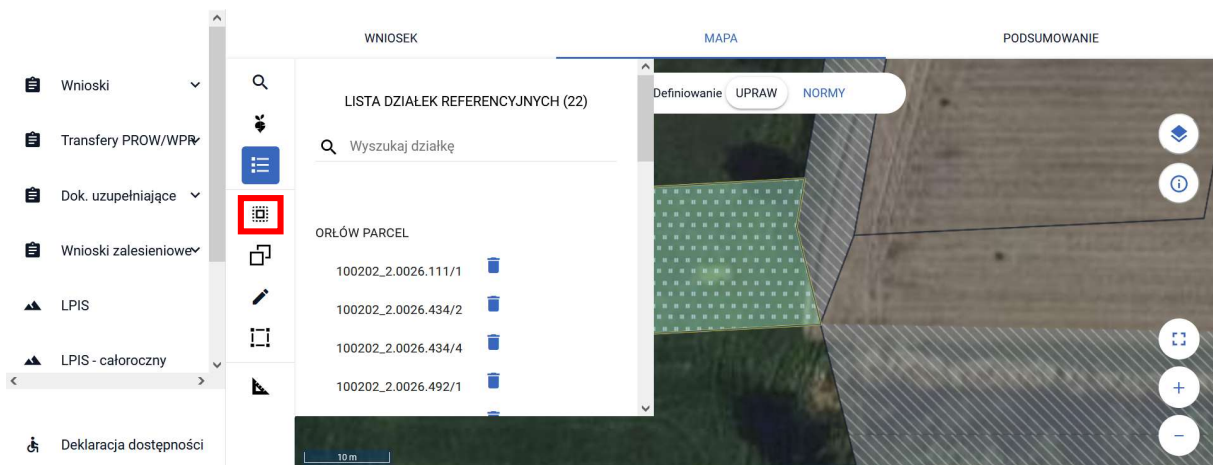 WNIOSEK
MAPA
PODSUMOWANIE
Wnioski
Transfery PROW/WPR
Dok. uzupełniające
Wnioski zalesieniowe
LPIS
LPIS - całoroczny
Deklaracja dostępności
LISTA DZIAŁEK REFERENCYJNYCH (22)
Wyszukaj działkę
ORŁÓW PARCEL
100202_2.0026.111/1
100202_2.0026.434/2
100202_2.0026.434/4
100202_2.0026.492/1
Definiowanie UPRAW NORMY
10 m